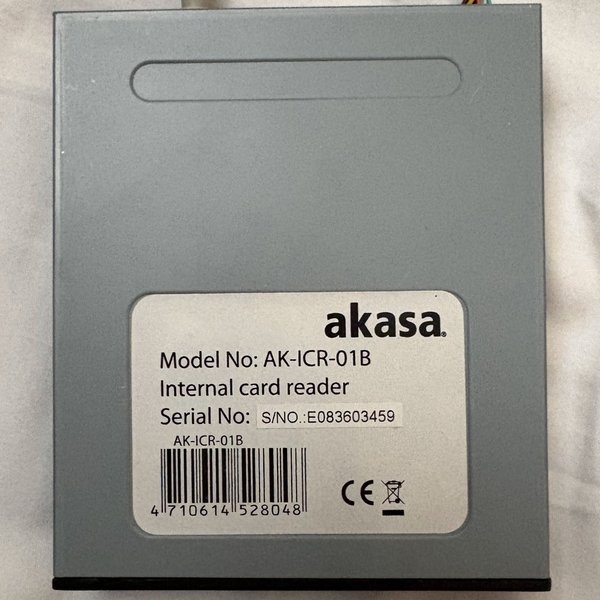 akasa®
Model No: AK-ICR-01B
Internal card reader
Serial No: S/NO.:E083603459
AK-ICR-01B
4 710614 528048
CE